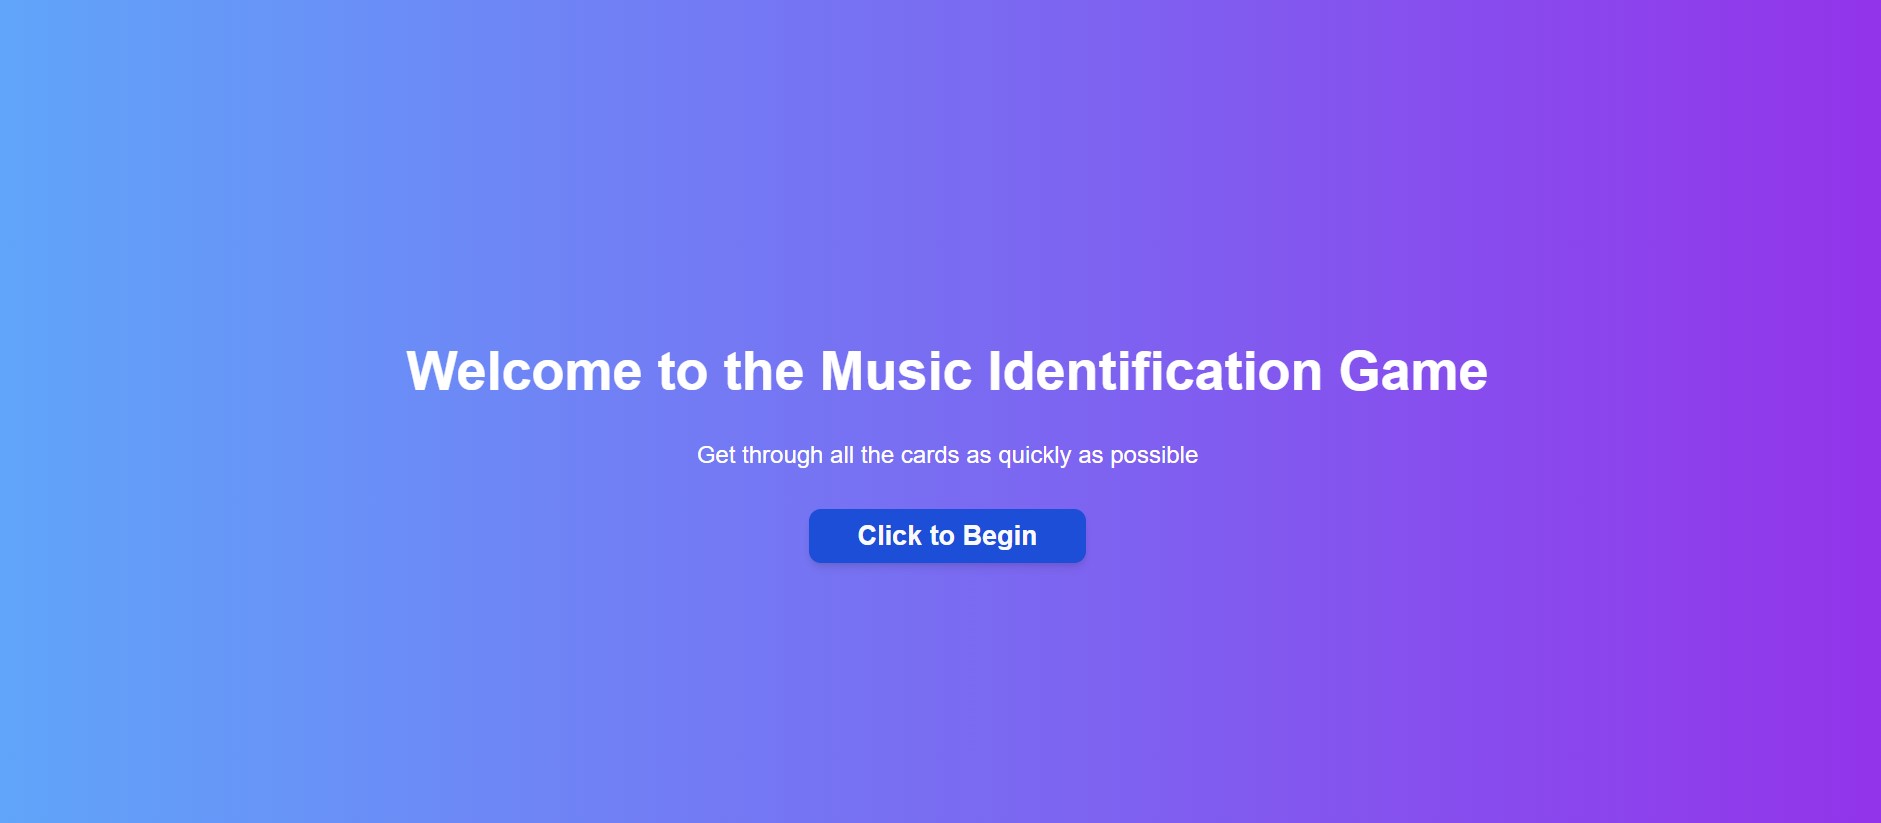 Welcome to the Music Identification Game
Get through all the cards as quickly as possible
Click to Begin